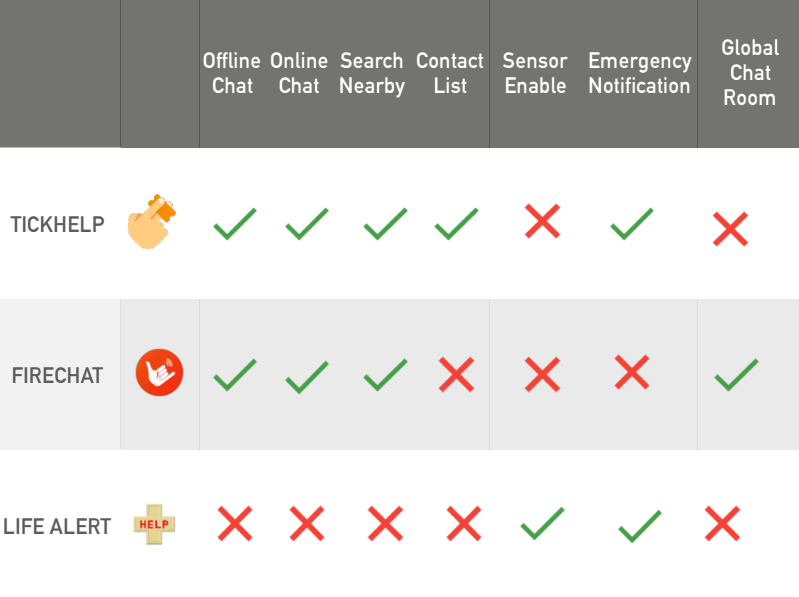 Offline Chat
Online Chat
Search Nearby
Contact List
Sensor Enable
Emergency Notification
Global Chat Room
TICKHELP
FIRECHAT
LIFE ALERT
HELP